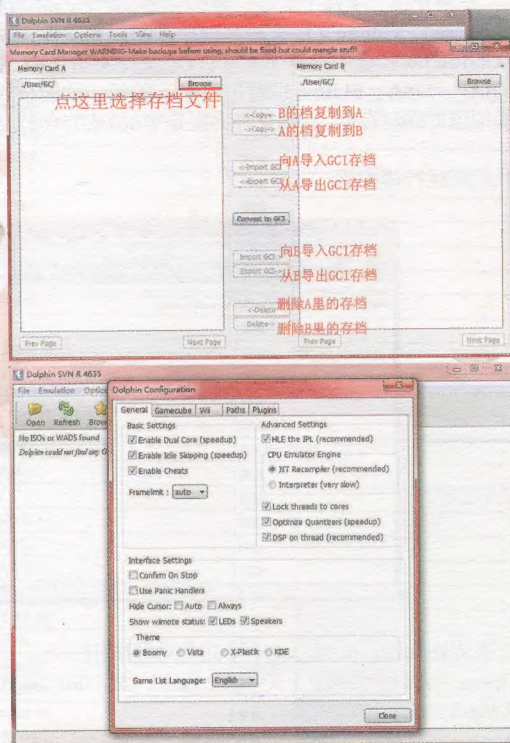 Dolphin SVN R 4635
File Emulation Options Tools View Help
Memory Card Manager WARNING-Make backups before using, should be fixed but could mangle stuff!
Memory Card A
Memory Card B
./User/GC/ Browse
./User/GC/ Browse
点这里选择存档文件
<-Copy<- B的档复制到A
->Copy-> A的档复制到B
<-Import GCI 向A导入GCI存档
<-Export GCI 从A导出GCI存档
Convert to GCI
Import GCI-> 向B导入GCI存档
Export GCI-> 从B导出GCI存档
<-Delete 删除A里的存档
Delete-> 删除B里的存档
Prev Page Next Page
Prev Page Next Page
Dolphin SVN R 4635
File Emulation Option
Open Refresh Brow
No ISOs or WADS found
Dolphin could not find any G
Dolphin Configuration
General Gamecube Wii Paths Plugins
Basic Settings
Enable Dual Core (speedup)
Enable Idle Skipping (speedup)
Enable Cheats
Framelimit : auto
Advanced Settings
HLE the IPL (recommended)
CPU Emulator Engine
JIT Recompiler (recommended)
Interpreter (very slow)
Lock threads to cores
Optimize Quantizers (speedup)
DSP on thread (recommended)
Interface Settings
Confirm On Stop
Use Panic Handlers
Hide Cursor: Auto Always
Show wiimote status: LEDs Speakers
Theme
Boomy Vista X-Plastik KDE
Game List Language: English
Close